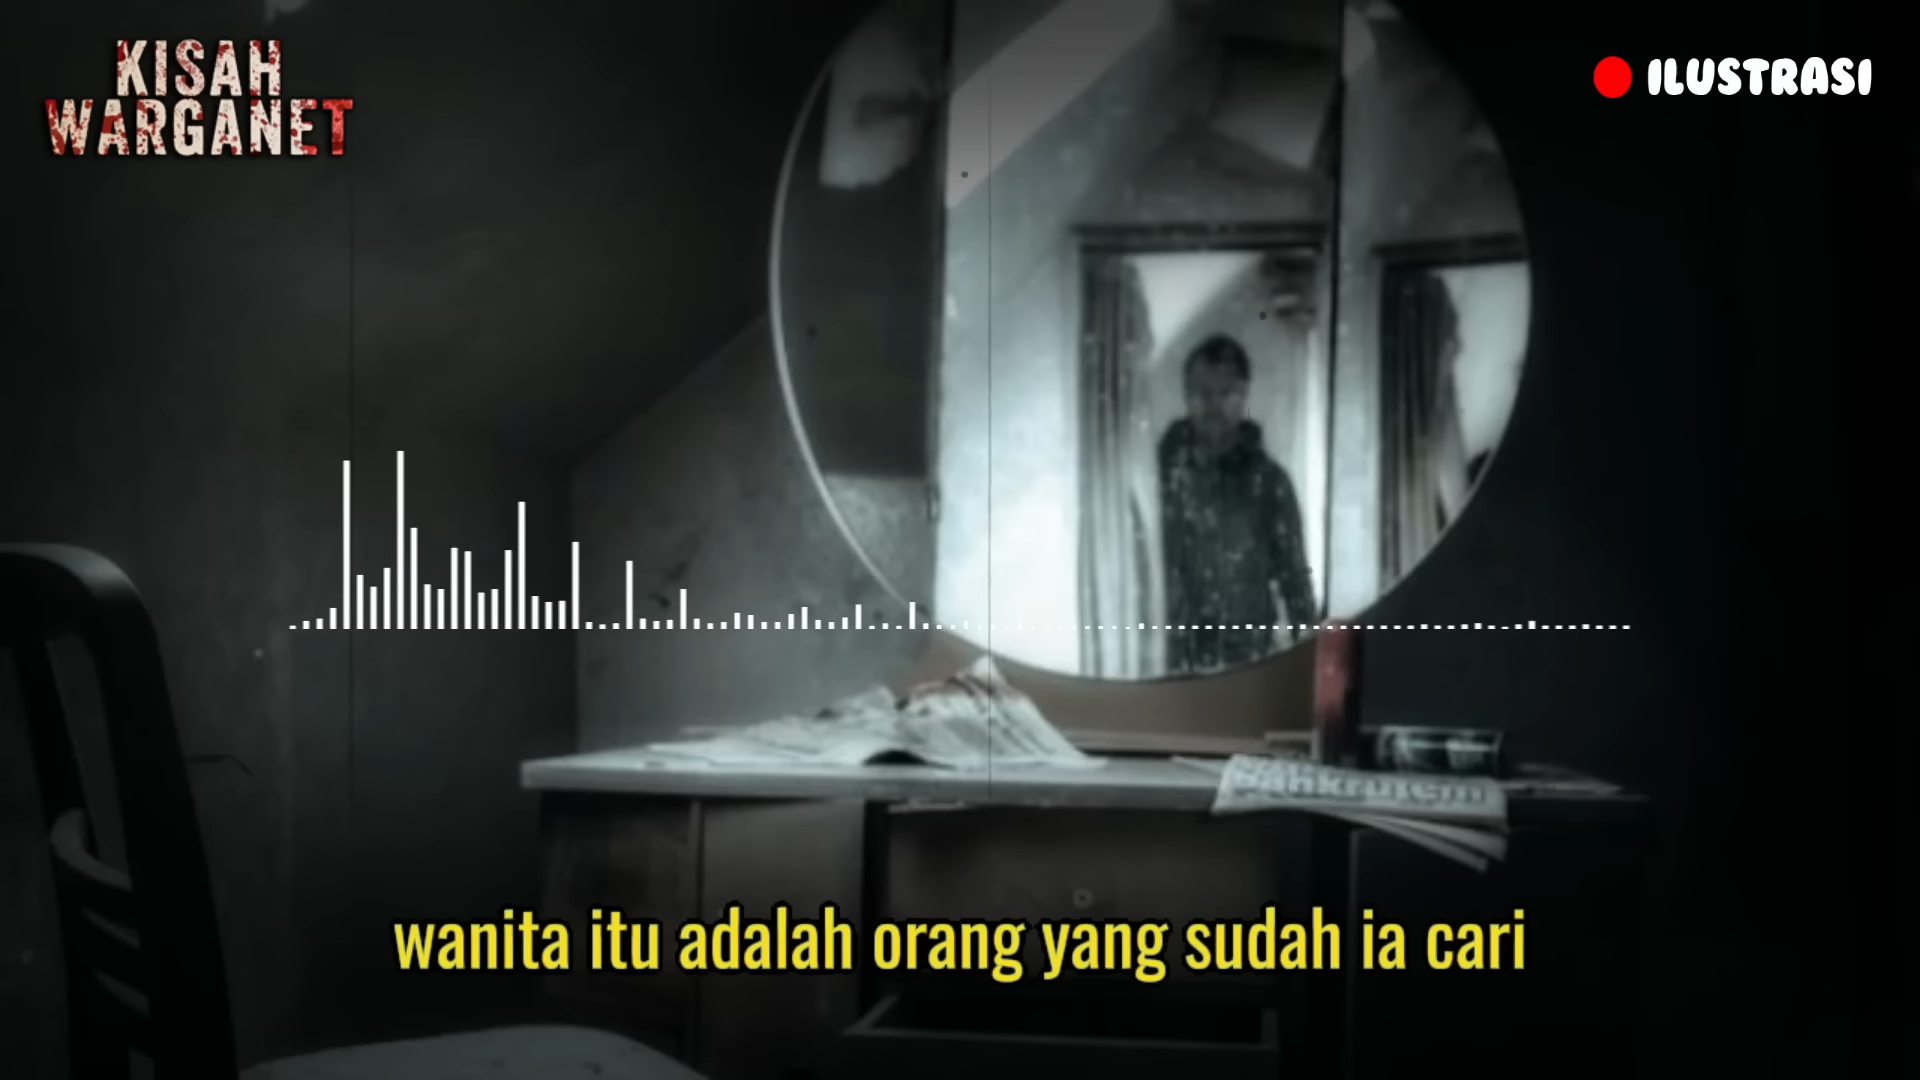 KISAH
WARGANET
ILUSTRASI
wanita itu adalah orang yang sudah ia cari